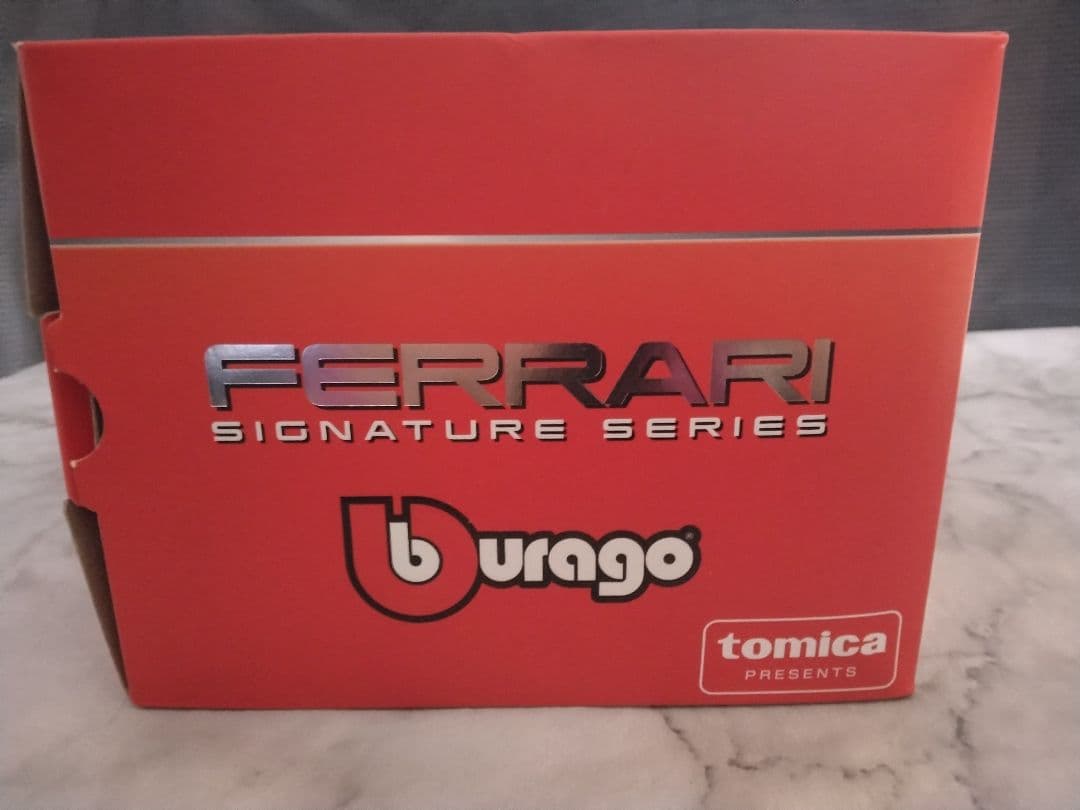 FERRARI
SIGNATURE SERIES
burago®
tomica
PRESENTS